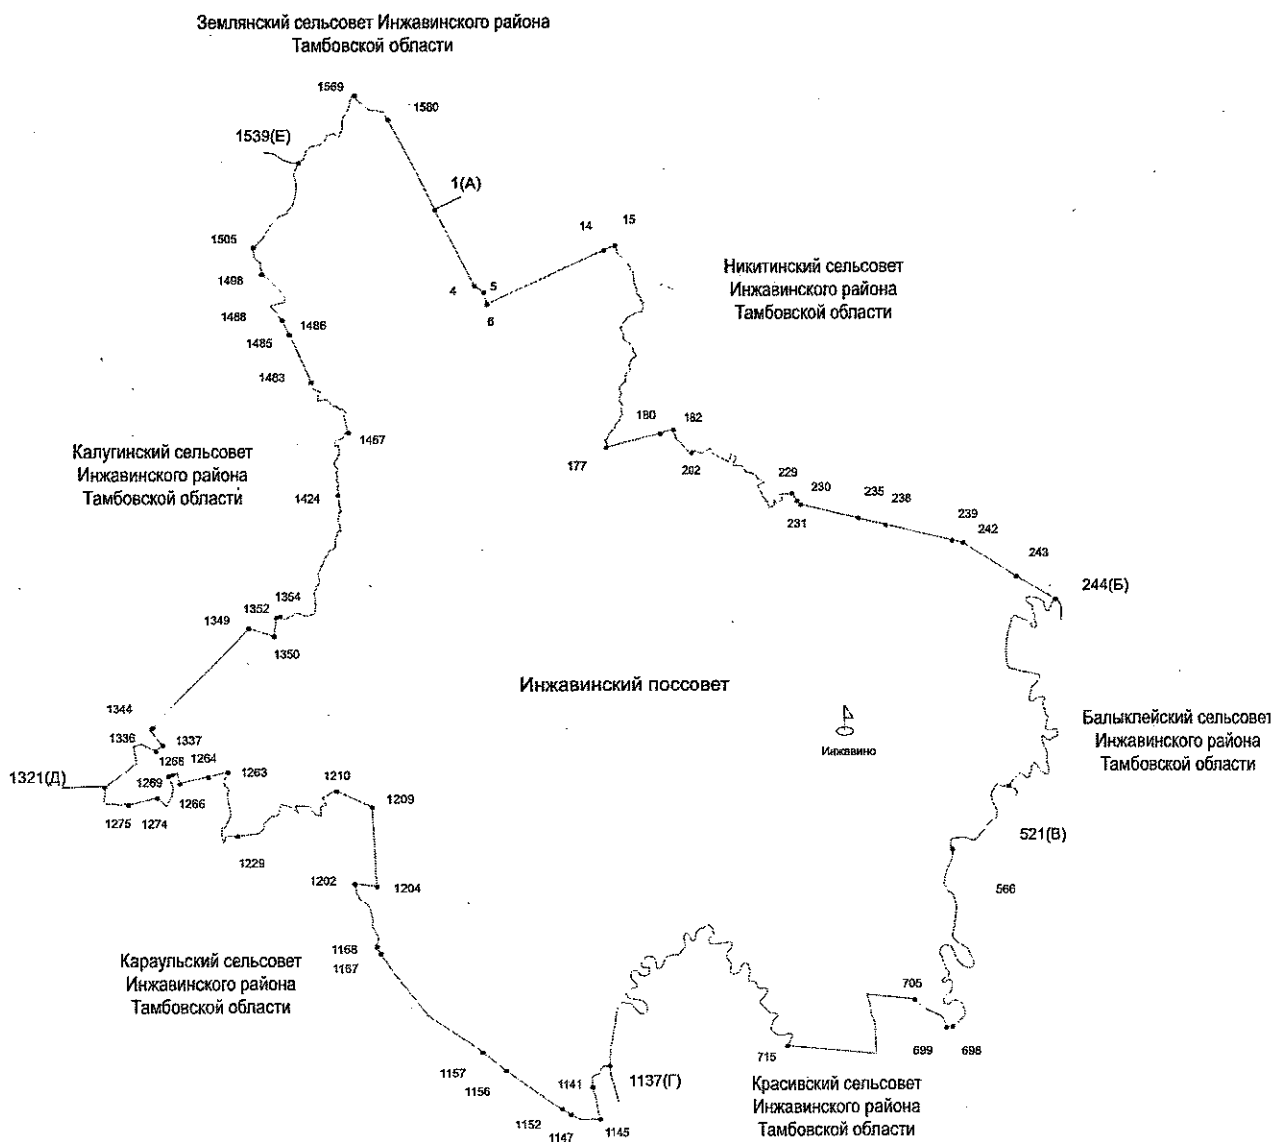 Землянский сельсовет Инжавинского района
Тамбовской области
1569
1580
1539(Е)
1(А)
14
15
1505
1498
4
5
6
Никитинский сельсовет
Инжавинского района
Тамбовской области
1488
1486
1485
1483
180
182
1457
177
202
Калугинский сельсовет
Инжавинского района
Тамбовской области
1424
229
230
231
235
238
239
242
243
244(Б)
1354
1352
1349
1350
Инжавинский поссовет
Инжавино
Балыклейский сельсовет
Инжавинского района
Тамбовской области
1344
1336
1337
1268
1264
1263
1321(Д)
1269
1266
1275
1274
1210
1209
1229
521(В)
566
1202
1204
1168
1167
Караульский сельсовет
Инжавинского района
Тамбовской области
705
699
698
715
1157
1156
1141
1137(Г)
1152
1147
1145
Красивский сельсовет
Инжавинского района
Тамбовской области